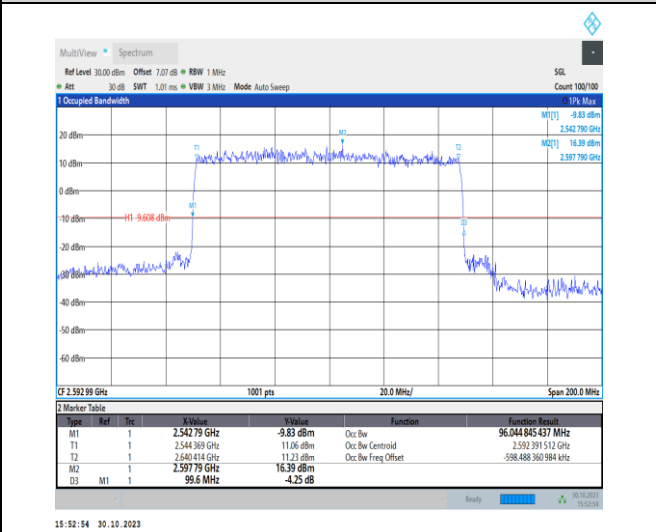 MultiView Spectrum
Ref Level 30.00 dBm Offset 7.07 dB RBW 1 MHz SGL
Att 30 dB SWT 1.01 ms VBW 3 MHz Mode Auto Sweep Count 100/100
1 Occupied Bandwidth 1Pk Max
M1[1] -9.83 dBm
2.542 790 GHz
M2[1] 16.39 dBm
2.597 790 GHz
20 dBm
M2
T1 T2
10 dBm
0 dBm
M1
-10 dBm H1 -9.608 dBm
D3
-20 dBm
-30 dBm
-40 dBm
-50 dBm
-60 dBm
CF 2.592 99 GHz 1001 pts 20.0 MHz/ Span 200.0 MHz
2 Marker Table
Type Ref Trc X-Value Y-Value Function Function Result
M1 1 2.54279 GHz -9.83 dBm Occ Bw 96.044 845 437 MHz
T1 1 2.544 369 GHz 11.06 dBm Occ Bw Centroid 2.592 391 512 GHz
T2 1 2.640 414 GHz 11.23 dBm Occ Bw Freq Offset -598.488 360 984 kHz
M2 1 2.59779 GHz 16.39 dBm
D3 M1 1 99.6 MHz -4.25 dB
Ready 30.10.2023
15:52:54
15:52:54 30.10.2023